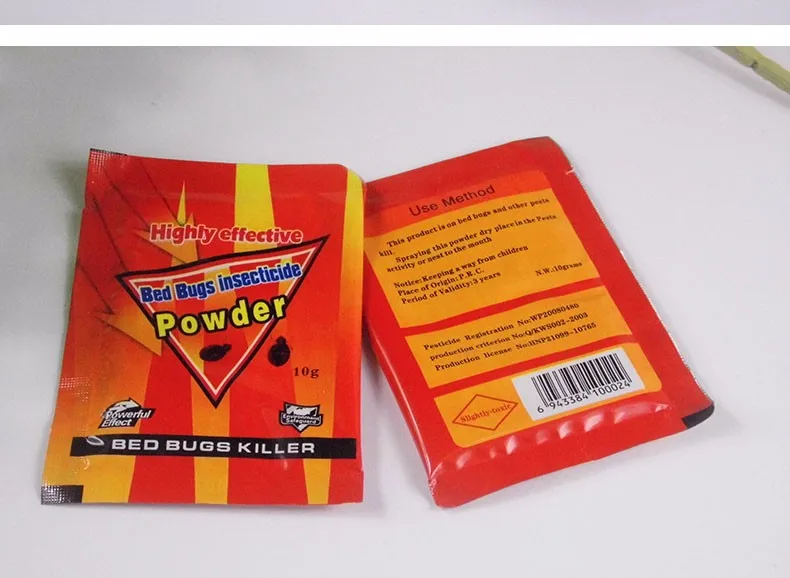 Highly effective
Bed Bugs insecticide
Powder
10g
Powerful
Effect
Environment
Safeguard
BED BUGS KILLER
Use Method
This product is on bed bugs and other pests
kill.
Spraying this powder dry place in the Pests
activity or nest to the mouth
Notice:Keeping a way from children
Place of Origin:P.R.C.
Period of Validity:3 years
N.W.:10grams
Pesticide Registration No:WP20080480
production criterion No:Q/KWS002-2003
Production license No:HNP21099-10765
Slightly-toxic
6 943384 100024